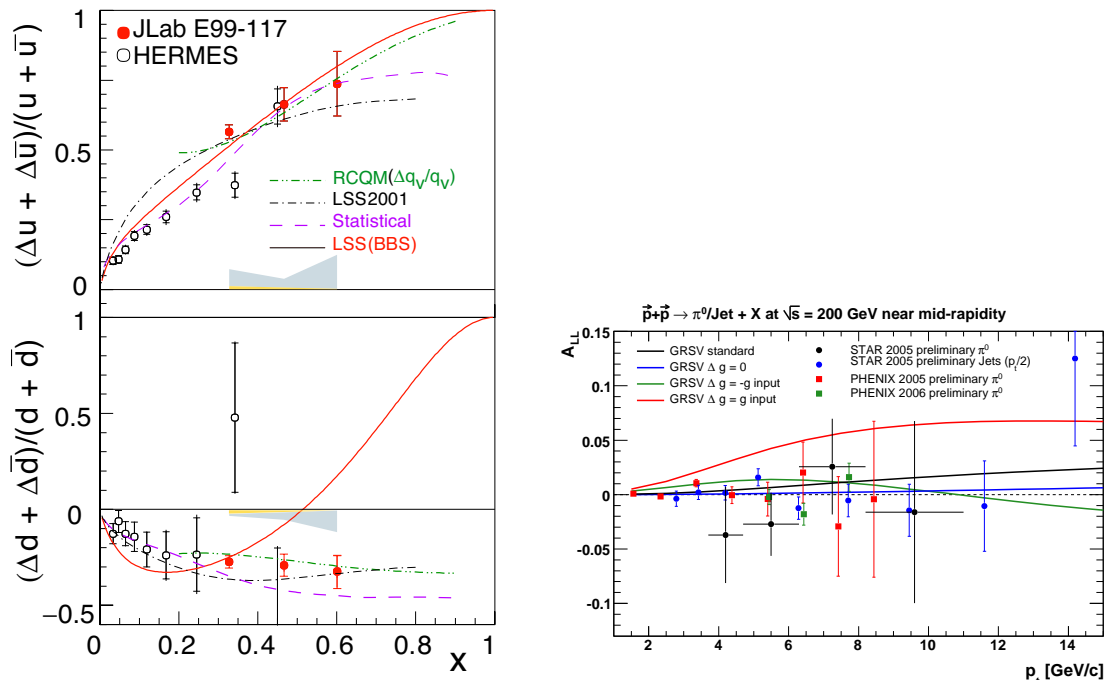 JLab E99-117
HERMES
(Δu + Δū)/(u + ū)
1
0.5
0
RCQM(Δq_V/q_V)
LSS2001
Statistical
LSS(BBS)
(Δd + Δd̅)/(d + d̅)
1
0.5
0
−0.5
0 0.2 0.4 0.6 0.8 1
x
p⃗+p⃗ → π⁰/Jet + X at √s = 200 GeV near mid-rapidity
A_LL
0.15
0.1
0.05
0
-0.05
-0.1
GRSV standard
GRSV Δ g = 0
GRSV Δ g = -g input
GRSV Δ g = g input
STAR 2005 preliminary π⁰
STAR 2005 preliminary Jets (p_t/2)
PHENIX 2005 preliminary π⁰
PHENIX 2006 preliminary π⁰
2 4 6 8 10 12 14
[GeV/c]